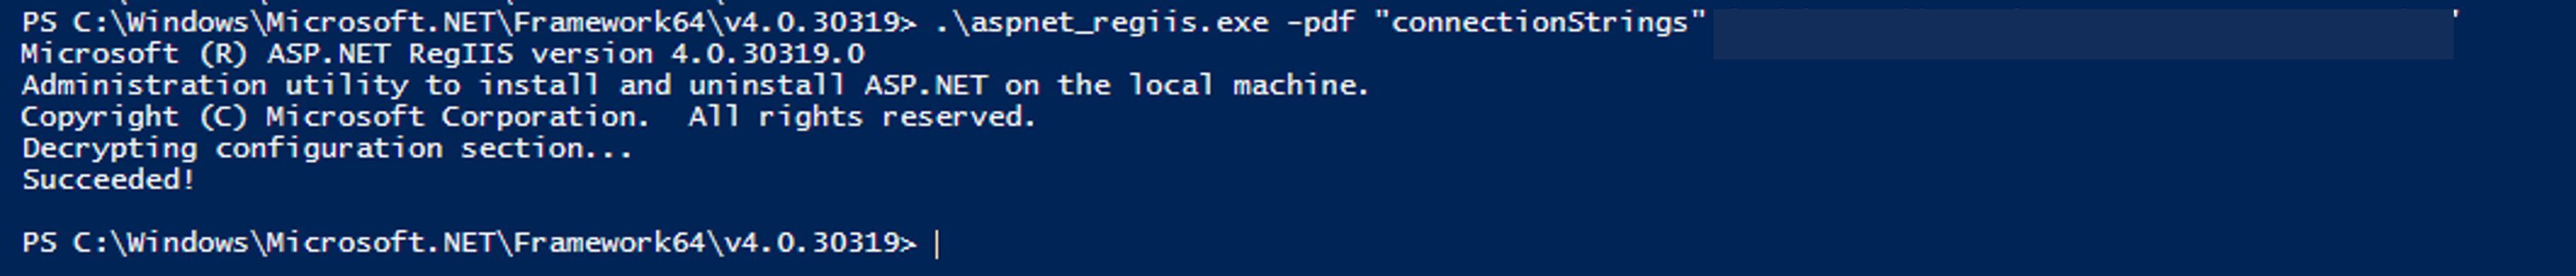 PS C:\Windows\Microsoft.NET\Framework64\v4.0.30319> .\aspnet_regiis.exe -pdf "connectionStrings" '
Microsoft (R) ASP.NET RegIIS version 4.0.30319.0
Administration utility to install and uninstall ASP.NET on the local machine.
Copyright (C) Microsoft Corporation.  All rights reserved.
Decrypting configuration section...
Succeeded!
PS C:\Windows\Microsoft.NET\Framework64\v4.0.30319>